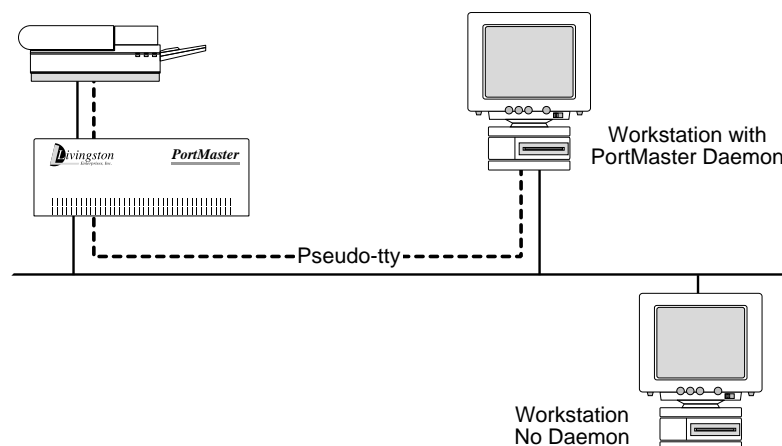 Livingston
Enterprises, Inc.
PortMaster
Workstation with
PortMaster Daemon
Pseudo-tty
Workstation
No Daemon